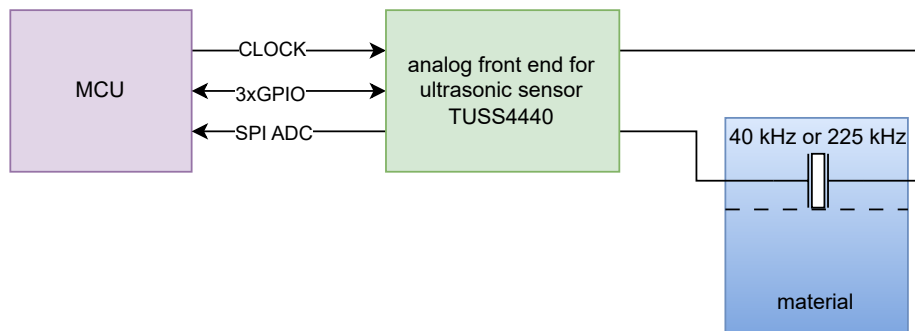 CLOCK
MCU
3xGPIO
SPI ADC
analog front end for
ultrasonic sensor
TUSS4440
40 kHz or 225 kHz
material